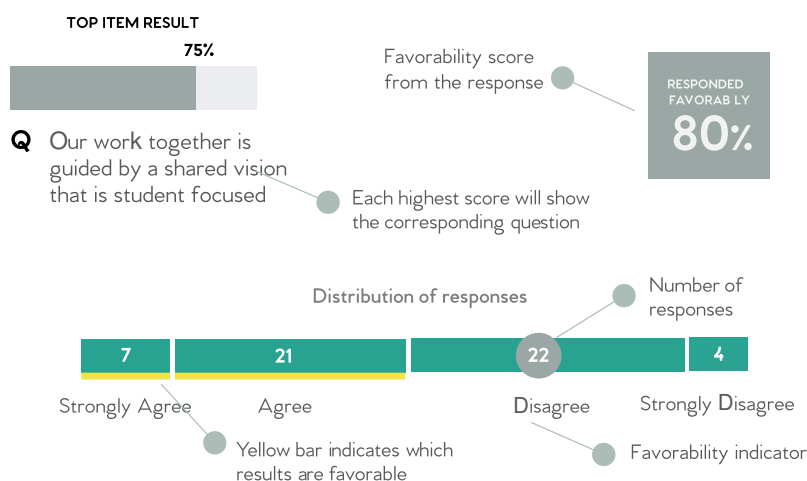 TOP ITEM RESULT
75%
Q Our work together is
guided by a shared vision
that is student focused
Favorability score
from the response
RESPONDED
FAVORAB LY
80%
Each highest score will show
the corresponding question
Distribution of responses
Number of
responses
7
21
22
4
Strongly Agree
Agree
Disagree
Strongly Disagree
Yellow bar indicates which
results are favorable
Favorability indicator